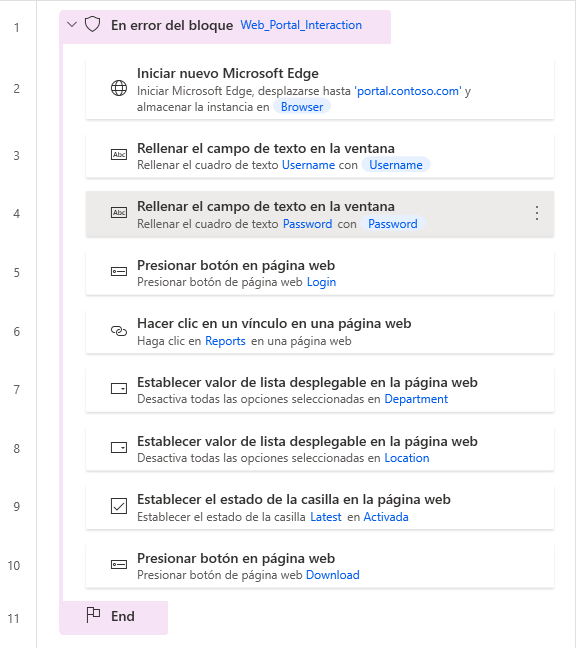 1
En error del bloque Web_Portal_Interaction
2
Iniciar nuevo Microsoft Edge
Iniciar Microsoft Edge, desplazarse hasta 'portal.contoso.com' y
almacenar la instancia en Browser
3
Abc
Rellenar el campo de texto en la ventana
Rellenar el cuadro de texto Username con Username
4
Abc
Rellenar el campo de texto en la ventana
Rellenar el cuadro de texto Password con Password
5
Presionar botón en página web
Presionar botón de página web Login
6
Hacer clic en un vínculo en una página web
Haga clic en Reports en una página web
7
Establecer valor de lista desplegable en la página web
Desactiva todas las opciones seleccionadas en Department
8
Establecer valor de lista desplegable en la página web
Desactiva todas las opciones seleccionadas en Location
9
Establecer el estado de la casilla en la página web
Establecer el estado de la casilla Latest en Activada
10
Presionar botón en página web
Presionar botón de página web Download
11
End